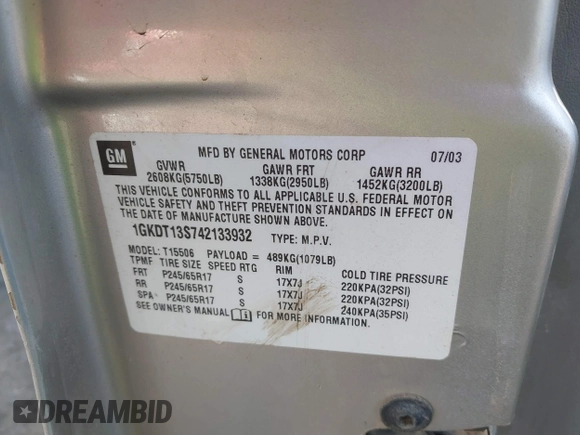 GM
MFD BY GENERAL MOTORS CORP 07/03
GVWR GAWR FRT GAWR RR
2608KG(5750LB) 1338KG(2950LB) 1452KG(3200LB)
THIS VEHICLE CONFORMS TO ALL APPLICABLE U.S. FEDERAL MOTOR
VEHICLE SAFETY AND THEFT PREVENTION STANDARDS IN EFFECT ON
THE DATE OF MANUFACTURE SHOWN ABOVE.
1GKDT13S742133932 TYPE: M.P.V.
MODEL: T15506 PAYLOAD = 489KG(1079LB)
TPMF TIRE SIZE SPEED RTG RIM COLD TIRE PRESSURE
FRT P245/65R17 S 17X7J 220KPA(32PSI)
RR P245/65R17 S 17X7J 220KPA(32PSI)
SPA P245/65R17 S 17X7J 240KPA(35PSI)
SEE OWNER'S MANUAL FOR MORE INFORMATION.
DREAMBID